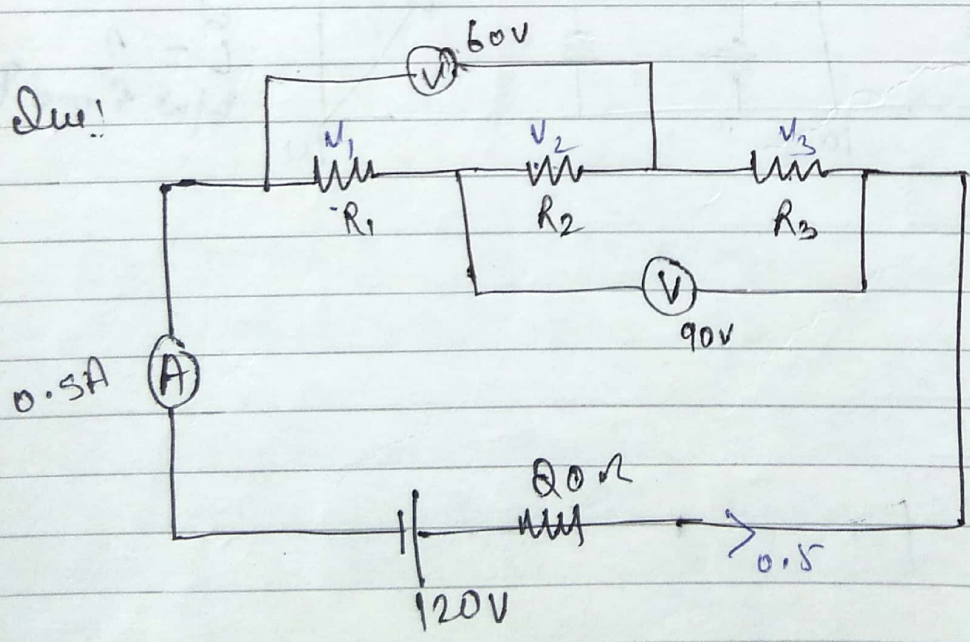 Que:
V 60V
V1 V2 V3
R1 R2 R3
V
90V
0.5A A
20Ω
0.5
120V